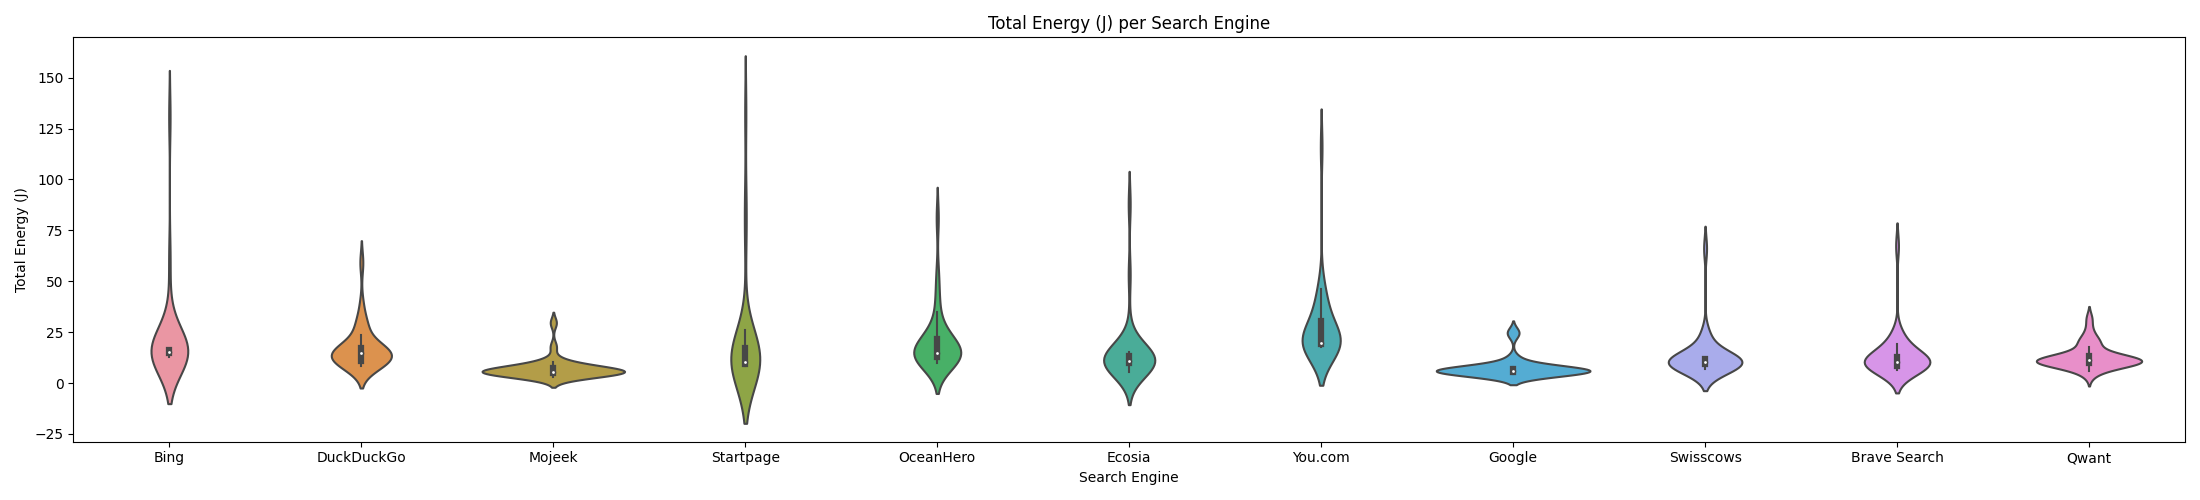 Total Energy (J) per Search Engine
Total Energy (J)
150
125
100
75
50
25
0
−25
Bing DuckDuckGo Mojeek Startpage OceanHero Ecosia You.com Google Swisscows Brave Search Qwant
Search Engine